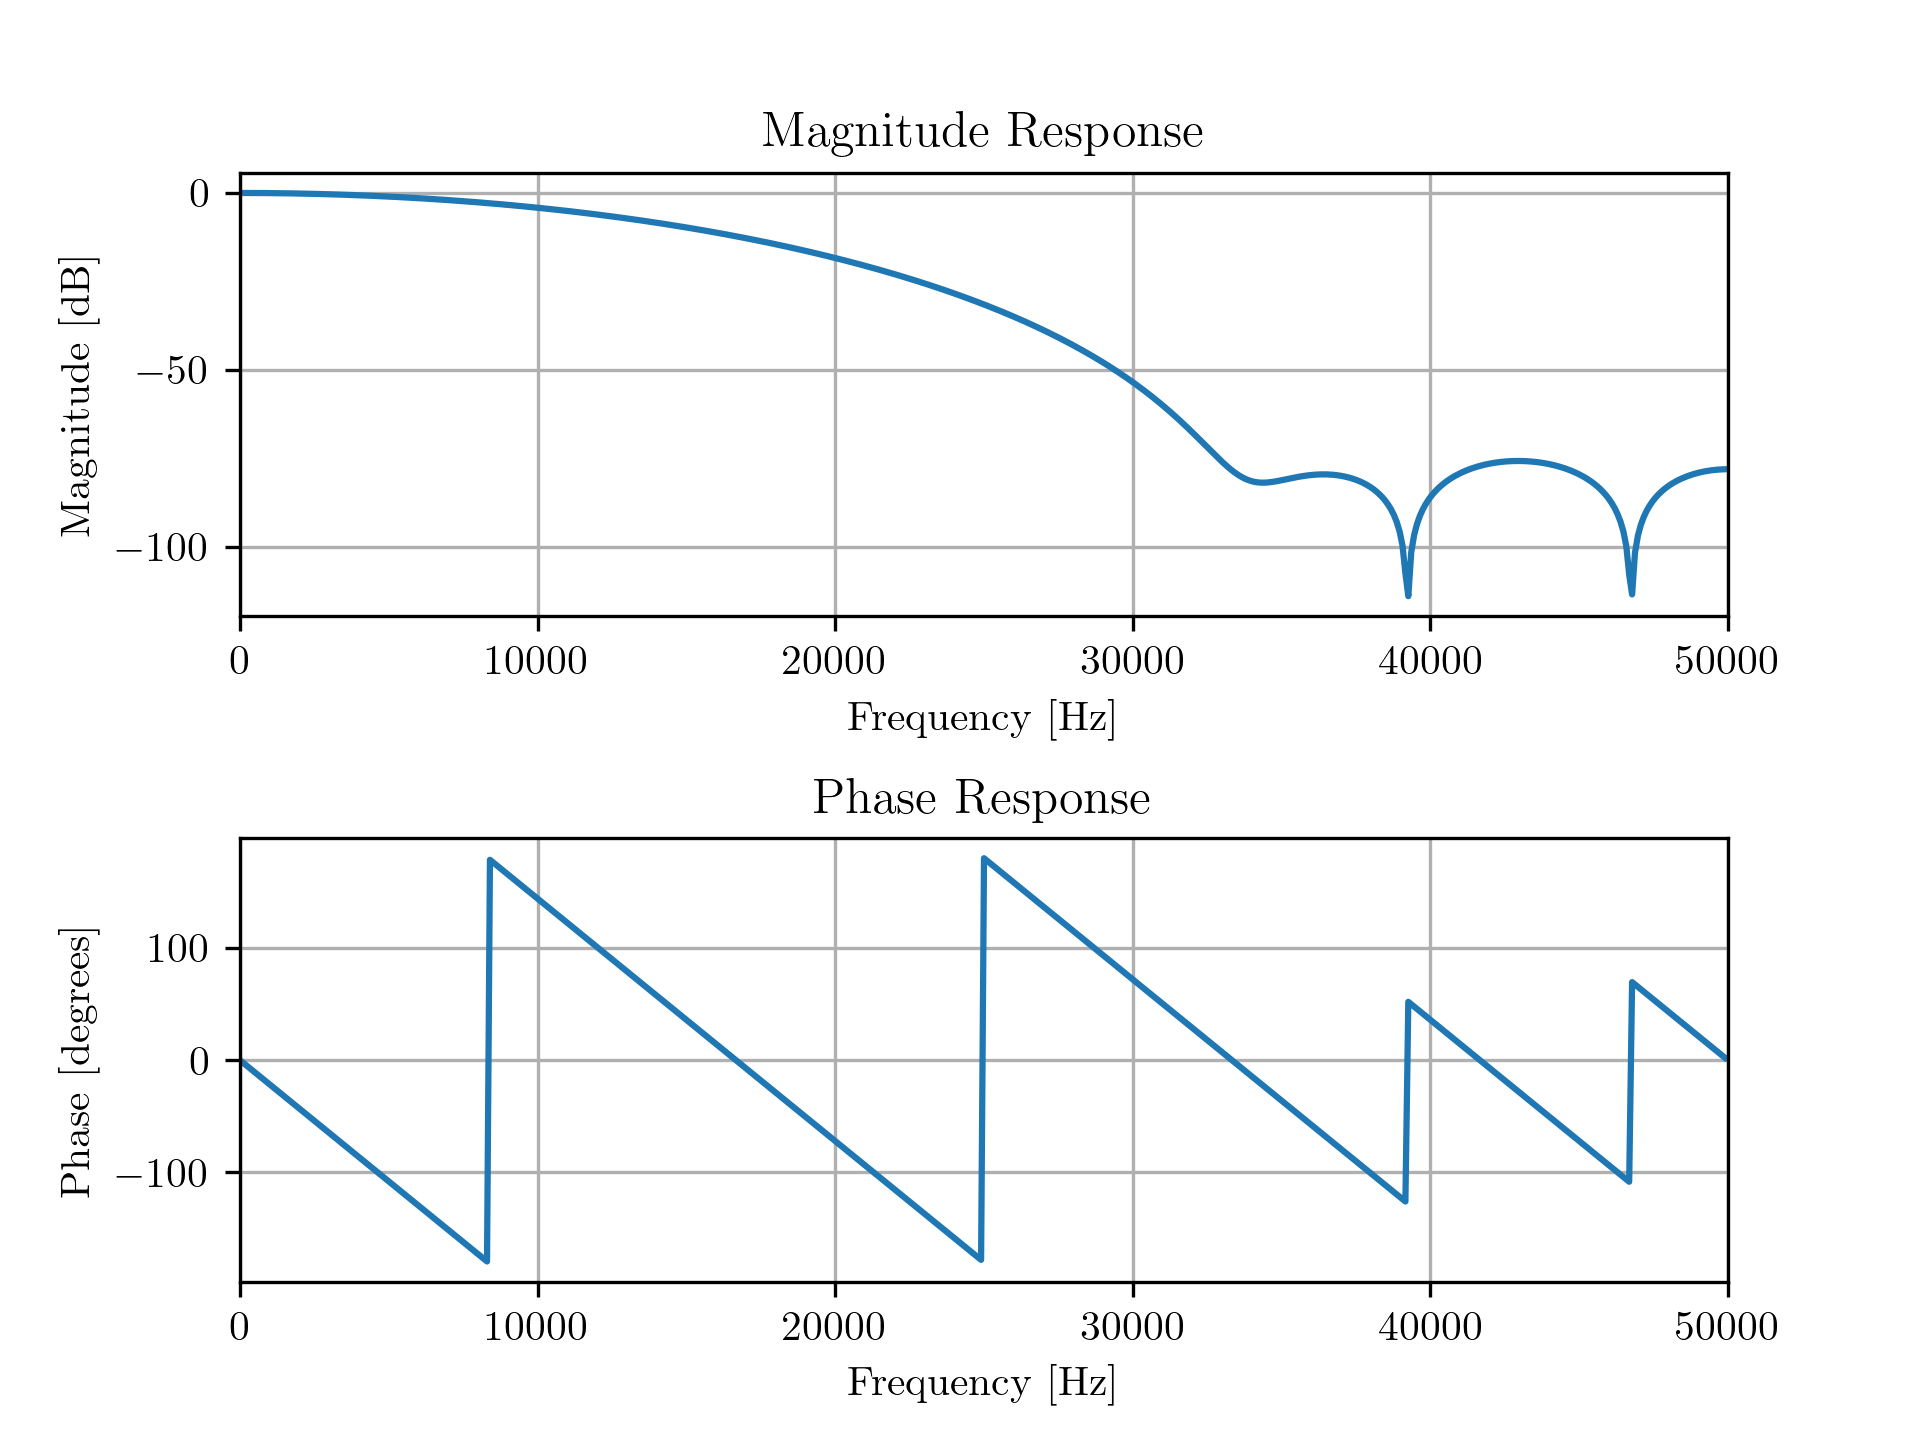 Magnitude Response
0
−50
−100
Magnitude [dB]
0 10000 20000 30000 40000 50000
Frequency [Hz]
Phase Response
100
0
−100
Phase [degrees]
0 10000 20000 30000 40000 50000
Frequency [Hz]